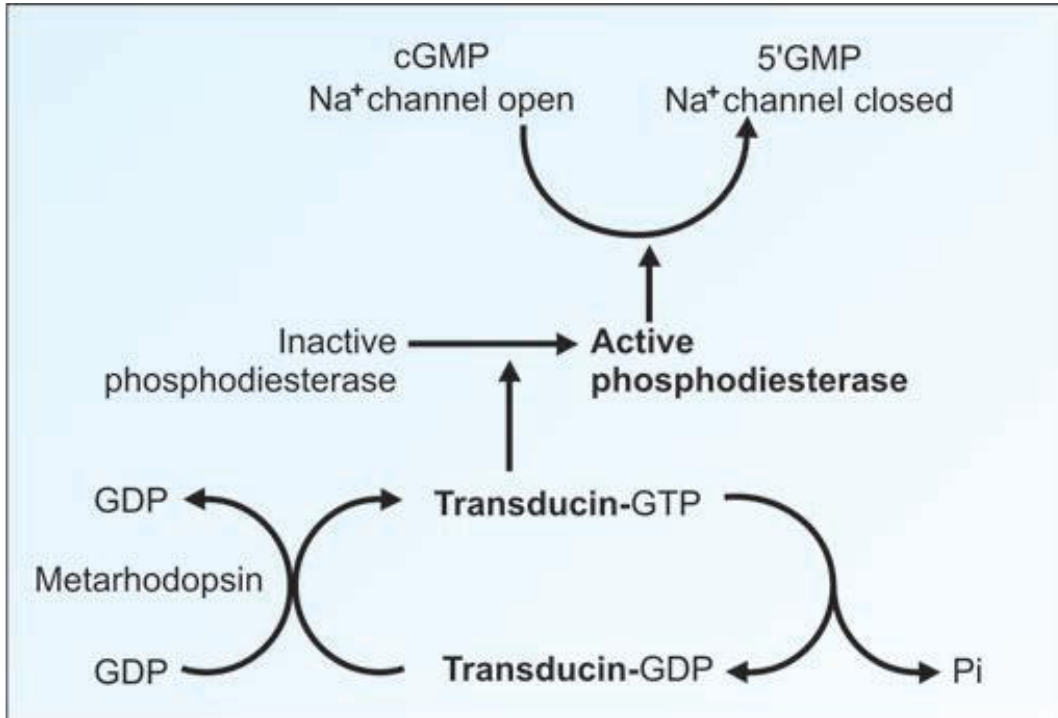 cGMP
Na+ channel open
5'GMP
Na+ channel closed
Inactive
phosphodiesterase
Active
phosphodiesterase
GDP
Transducin-GTP
Metarhodopsin
GDP
Transducin-GDP
Pi